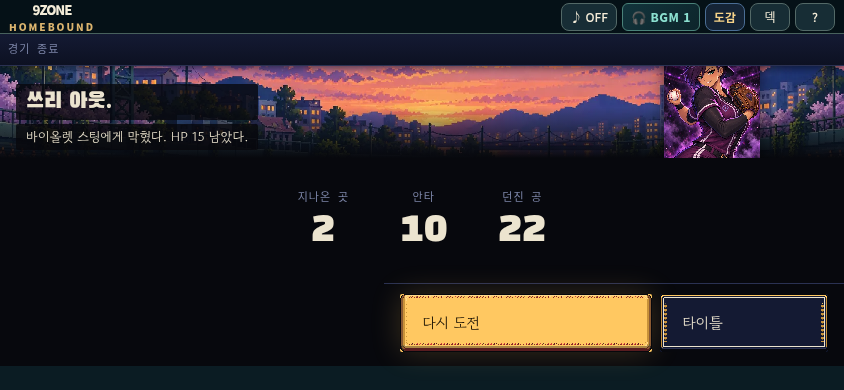 9ZONE
HOMEBOUND
♪ OFF
🎧 BGM 1
도감
덱
?
경기 종료
쓰리 아웃.
바이올렛 스팅에게 막혔다. HP 15 남았다.
지나온 곳
안타
던진 공
2
10
22
다시 도전
타이틀